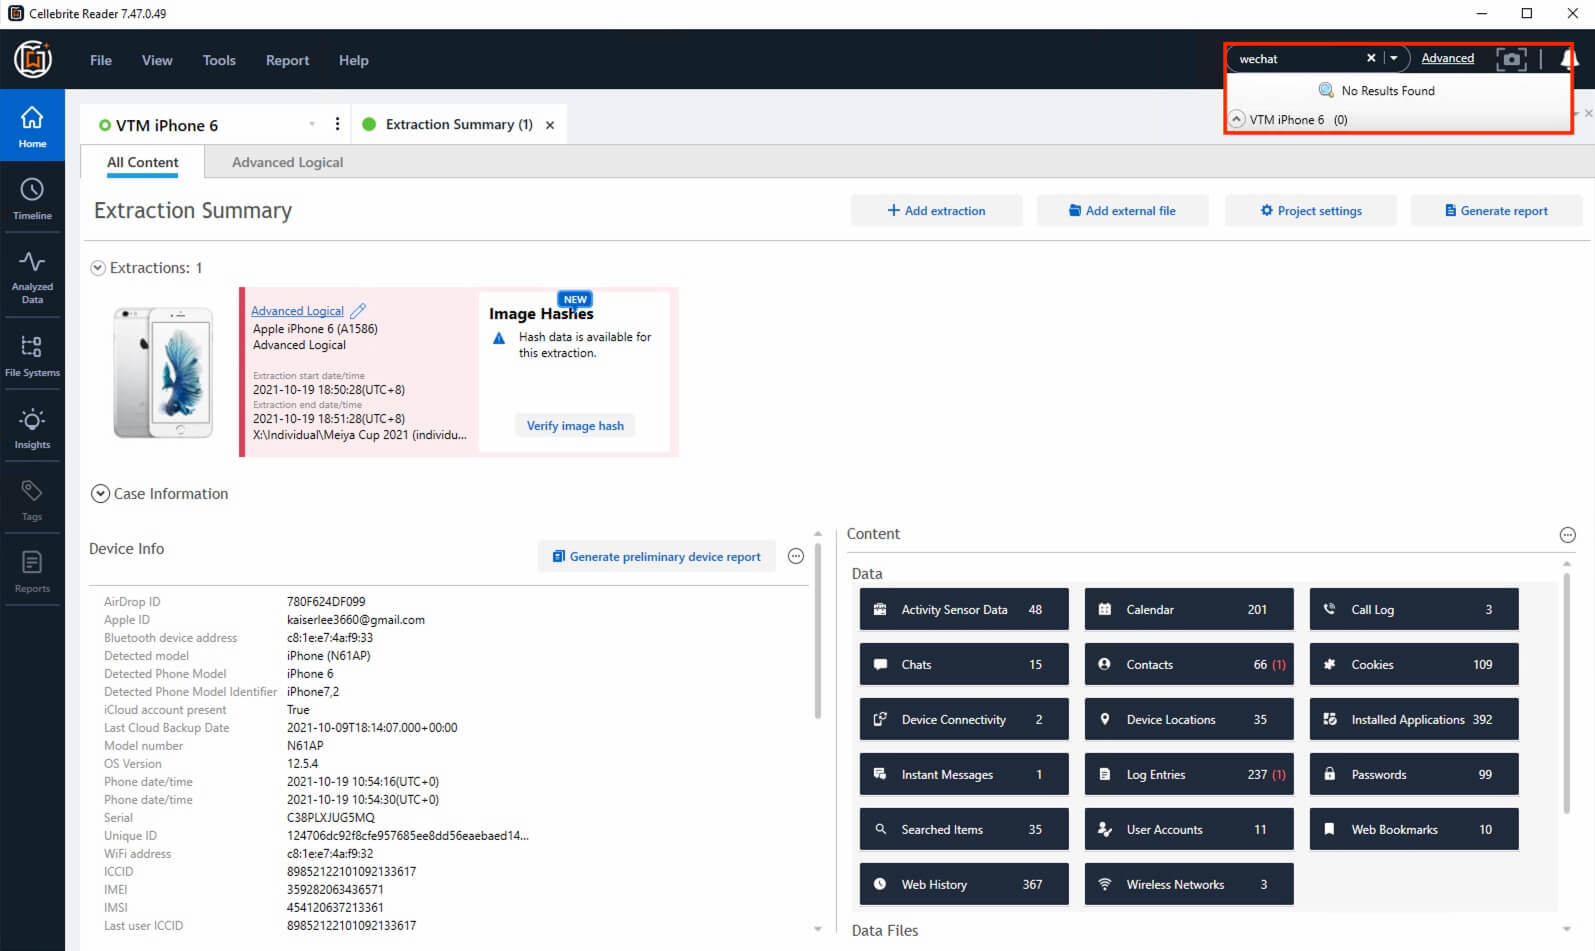 Cellebrite Reader 7.47.0.49
File View Tools Report Help
wechat
Advanced
No Results Found
VTM iPhone 6 (0)
Home
Timeline
Analyzed
Data
File Systems
Insights
Tags
Reports
VTM iPhone 6
Extraction Summary (1)
All Content
Advanced Logical
Extraction Summary
Add extraction
Add external file
Project settings
Generate report
Extractions: 1
Advanced Logical
Apple iPhone 6 (A1586)
Advanced Logical
Extraction start date/time
2021-10-19 18:50:28(UTC+8)
Extraction end date/time
2021-10-19 18:51:28(UTC+8)
X:\Individual\Meiya Cup 2021 (individu...
NEW
Image Hashes
Hash data is available for
this extraction.
Verify image hash
Case Information
Device Info
Generate preliminary device report
AirDrop ID 780F624DF099
Apple ID kaiserlee3660@gmail.com
Bluetooth device address c8:1e:e7:4a:f9:33
Detected model iPhone (N61AP)
Detected Phone Model iPhone 6
Detected Phone Model Identifier iPhone7,2
iCloud account present True
Last Cloud Backup Date 2021-10-09T18:14:07.000+00:00
Model number N61AP
OS Version 12.5.4
Phone date/time 2021-10-19 10:54:16(UTC+0)
Phone date/time 2021-10-19 10:54:30(UTC+0)
Serial C38PLXJUG5MQ
Unique ID 124706dc92f8cfe957685ee8dd56eaebaed14...
WiFi address c8:1e:e7:4a:f9:32
ICCID 89852122101092133617
IMEI 359282063436571
IMSI 454120637213361
Last user ICCID 89852122101092133617
Content
Data
Activity Sensor Data 48
Calendar 201
Call Log 3
Chats 15
Contacts 66 (1)
Cookies 109
Device Connectivity 2
Device Locations 35
Installed Applications 392
Instant Messages 1
Log Entries 237 (1)
Passwords 99
Searched Items 35
User Accounts 11
Web Bookmarks 10
Web History 367
Wireless Networks 3
Data Files